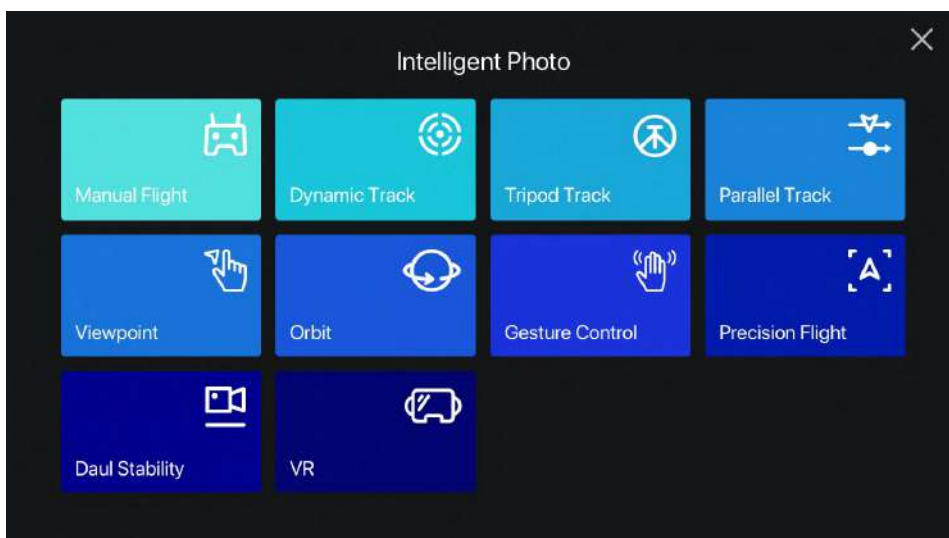 Intelligent Photo
Manual Flight
Dynamic Track
Tripod Track
Parallel Track
Viewpoint
Orbit
Gesture Control
Precision Flight
Daul Stability
VR